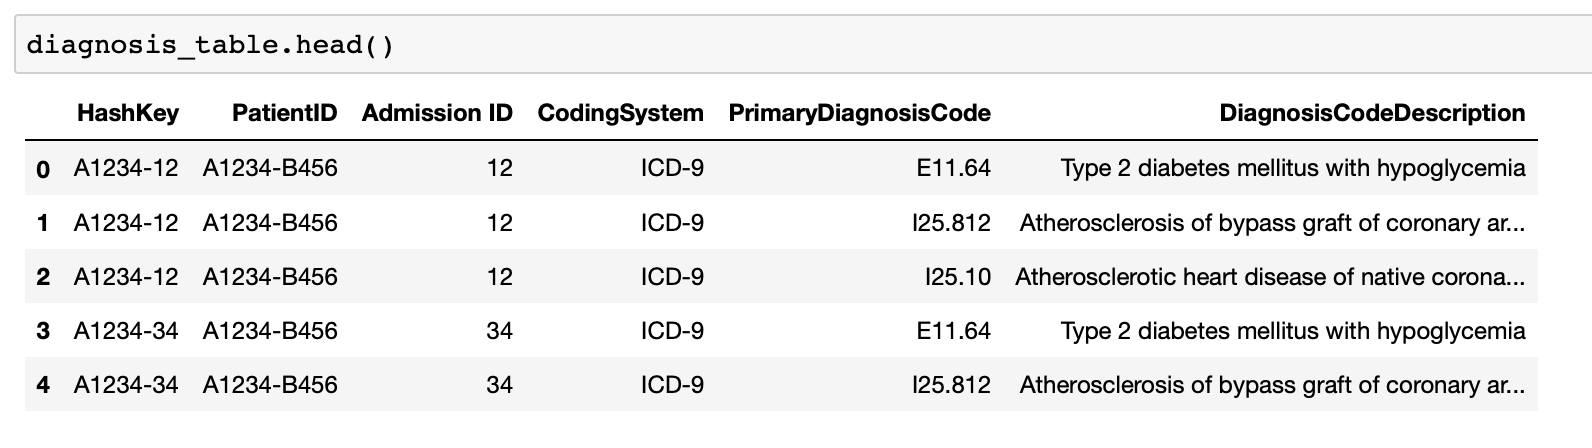 diagnosis_table.head()
HashKey PatientID Admission ID CodingSystem PrimaryDiagnosisCode DiagnosisCodeDescription
0 A1234-12 A1234-B456 12 ICD-9 E11.64 Type 2 diabetes mellitus with hypoglycemia
1 A1234-12 A1234-B456 12 ICD-9 I25.812 Atherosclerosis of bypass graft of coronary ar...
2 A1234-12 A1234-B456 12 ICD-9 I25.10 Atherosclerotic heart disease of native corona...
3 A1234-34 A1234-B456 34 ICD-9 E11.64 Type 2 diabetes mellitus with hypoglycemia
4 A1234-34 A1234-B456 34 ICD-9 I25.812 Atherosclerosis of bypass graft of coronary ar...